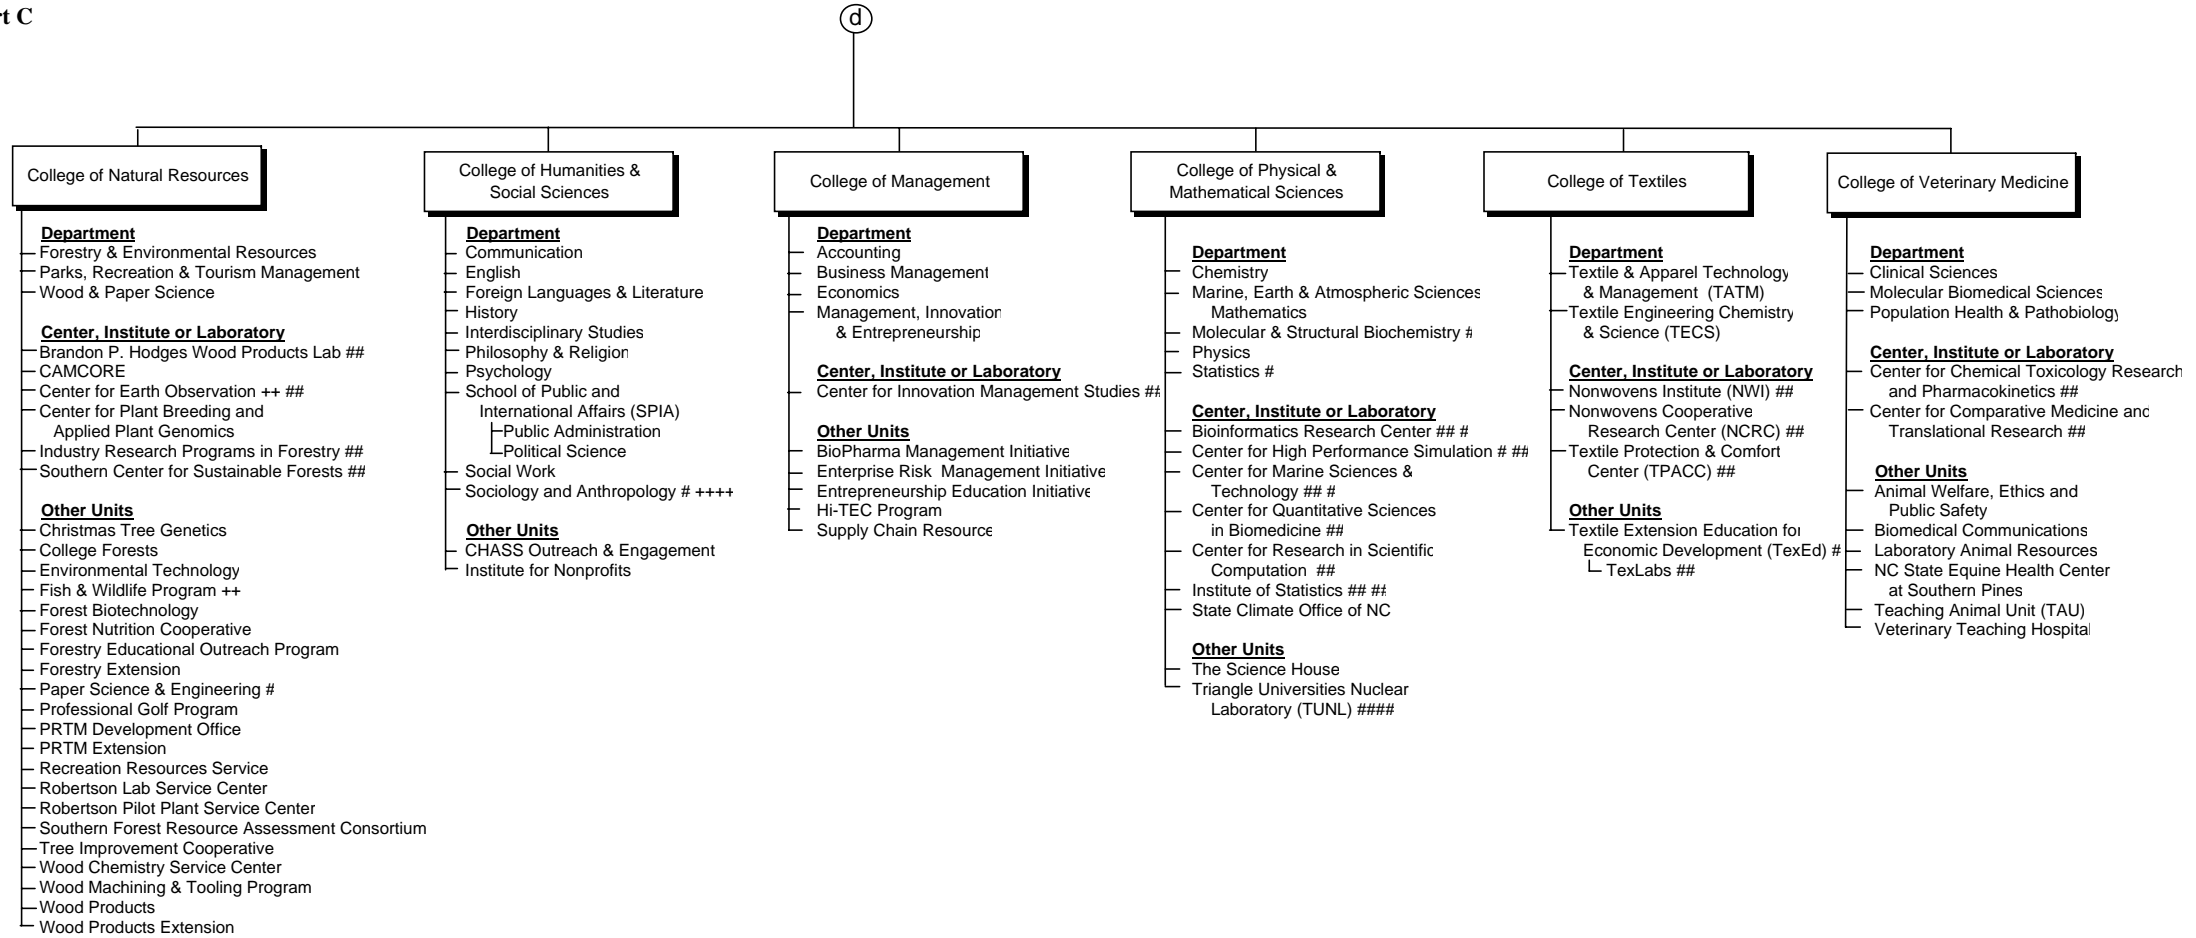 rt C
d
College of Natural Resources
Department
Forestry & Environmental Resources
Parks, Recreation & Tourism Management
Wood & Paper Science
Center, Institute or Laboratory
Brandon P. Hodges Wood Products Lab ##
CAMCORE
Center for Earth Observation ++ ##
Center for Plant Breeding and
Applied Plant Genomics
Industry Research Programs in Forestry ##
Southern Center for Sustainable Forests ##
Other Units
Christmas Tree Genetics
College Forests
Environmental Technology
Fish & Wildlife Program ++
Forest Biotechnology
Forest Nutrition Cooperative
Forestry Educational Outreach Program
Forestry Extension
Paper Science & Engineering #
Professional Golf Program
PRTM Development Office
PRTM Extension
Recreation Resources Service
Robertson Lab Service Center
Robertson Pilot Plant Service Center
Southern Forest Resource Assessment Consortium
Tree Improvement Cooperative
Wood Chemistry Service Center
Wood Machining & Tooling Program
Wood Products
Wood Products Extension
College of Humanities &
Social Sciences
Department
Communication
English
Foreign Languages & Literature
History
Interdisciplinary Studies
Philosophy & Religion
Psychology
School of Public and
International Affairs (SPIA)
Public Administration
Political Science
Social Work
Sociology and Anthropology # ++++
Other Units
CHASS Outreach & Engagement
Institute for Nonprofits
College of Management
Department
Accounting
Business Management
Economics
Management, Innovation
& Entrepreneurship
Center, Institute or Laboratory
Center for Innovation Management Studies ##
Other Units
BioPharma Management Initiative
Enterprise Risk Management Initiative
Entrepreneurship Education Initiative
Hi-TEC Program
Supply Chain Resource
College of Physical &
Mathematical Sciences
Department
Chemistry
Marine, Earth & Atmospheric Sciences
Mathematics
Molecular & Structural Biochemistry #
Physics
Statistics #
Center, Institute or Laboratory
Bioinformatics Research Center ## #
Center for High Performance Simulation # ##
Center for Marine Sciences &
Technology ## #
Center for Quantitative Sciences
in Biomedicine ##
Center for Research in Scientific
Computation ##
Institute of Statistics ## ##
State Climate Office of NC
Other Units
The Science House
Triangle Universities Nuclear
Laboratory (TUNL) ####
College of Textiles
Department
Textile & Apparel Technology
& Management (TATM)
Textile Engineering Chemistry
& Science (TECS)
Center, Institute or Laboratory
Nonwovens Institute (NWI) ##
Nonwovens Cooperative
Research Center (NCRC) ##
Textile Protection & Comfort
Center (TPACC) ##
Other Units
Textile Extension Education for
Economic Development (TexEd) #
TexLabs ##
College of Veterinary Medicine
Department
Clinical Sciences
Molecular Biomedical Sciences
Population Health & Pathobiology
Center, Institute or Laboratory
Center for Chemical Toxicology Research
and Pharmacokinetics ##
Center for Comparative Medicine and
Translational Research ##
Other Units
Animal Welfare, Ethics and
Public Safety
Biomedical Communications
Laboratory Animal Resources
NC State Equine Health Center
at Southern Pines
Teaching Animal Unit (TAU)
Veterinary Teaching Hospital